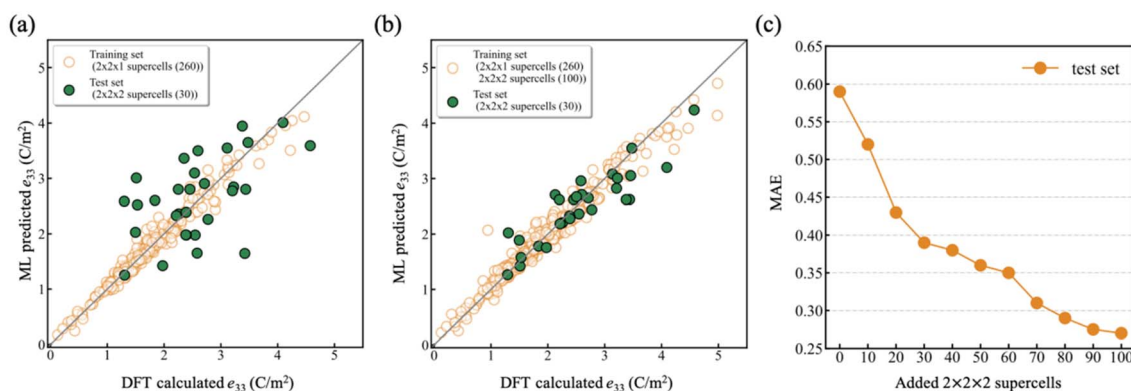 (a)
Training set
(2x2x1 supercells (260))
Test set
(2x2x2 supercells (30))
ML predicted e₃₃ (C/m²)
5
4
3
2
1
0
0 1 2 3 4 5
DFT calculated e₃₃ (C/m²)
(b)
Training set
(2x2x1 supercells (260)
2x2x2 supercells (100))
Test set
(2x2x2 supercells (30))
ML predicted e₃₃ (C/m²)
5
4
3
2
1
0
0 1 2 3 4 5
DFT calculated e₃₃ (C/m²)
(c)
test set
MAE
0.65
0.60
0.55
0.50
0.45
0.40
0.35
0.30
0.25
0 10 20 30 40 50 60 70 80 90 100
Added 2×2×2 supercells